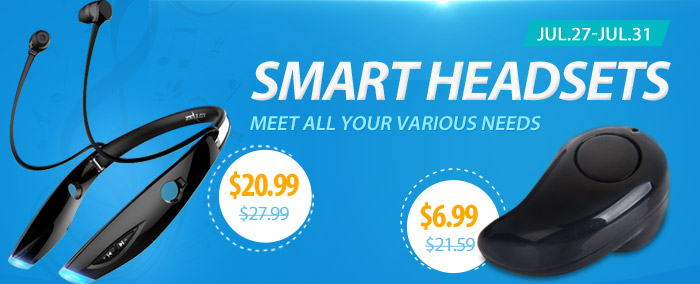 JUL.27-JUL.31
SMART HEADSETS
MEET ALL YOUR VARIOUS NEEDS
$20.99
$27.99
$6.99
$21.59